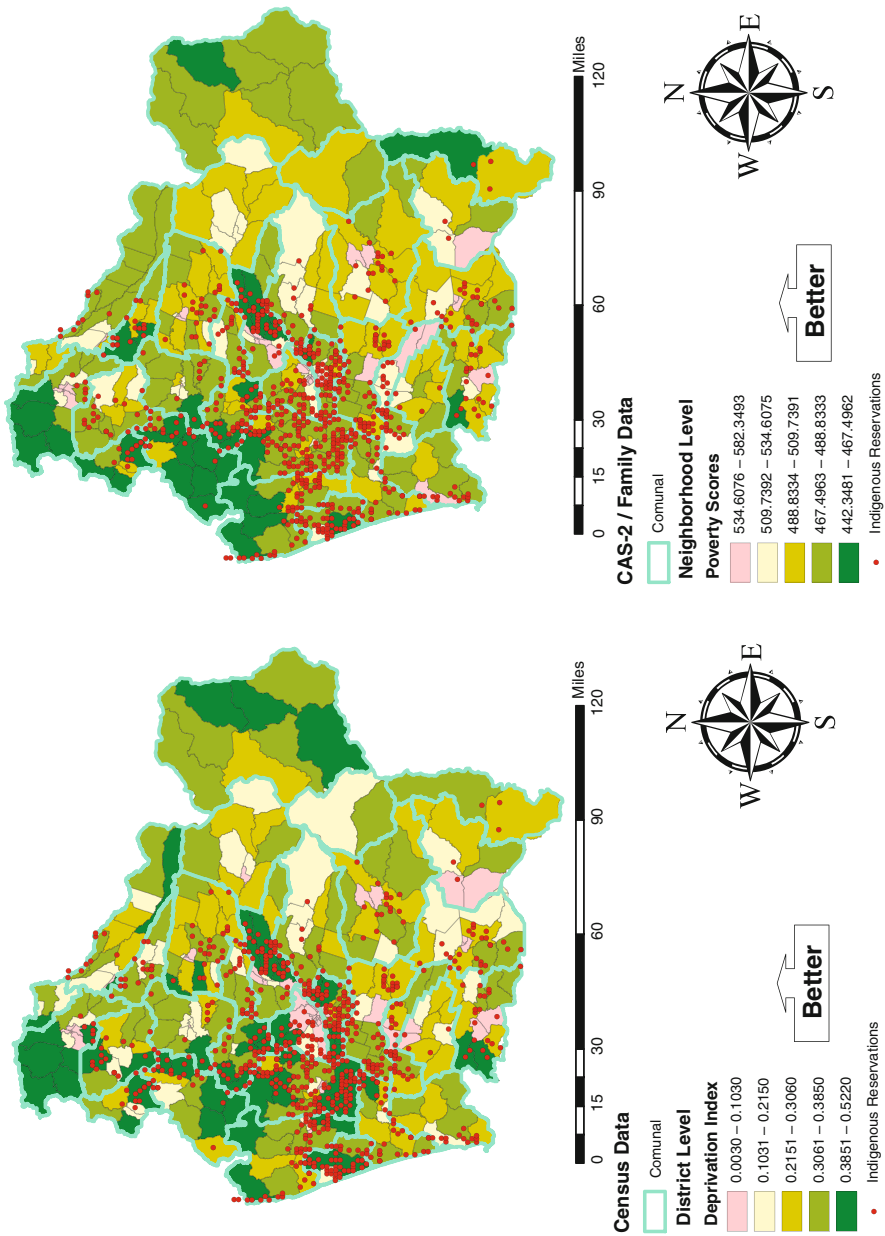 Miles
0 15 30 60 90 120
CAS-2 / Family Data
Comunal
Neighborhood Level
Poverty Scores
534.6076 – 582.3493
509.7392 – 534.6075
488.8334 – 509.7391
467.4963 – 488.8333
442.3481 – 467.4962
Indigenous Reservations
Better
N
W E
S
Miles
0 15 30 60 90 120
Census Data
Comunal
District Level
Deprivation Index
0.0030 – 0.1030
0.1031 – 0.2150
0.2151 – 0.3060
0.3061 – 0.3850
0.3851 – 0.5220
Indigenous Reservations
Better
N
W E
S